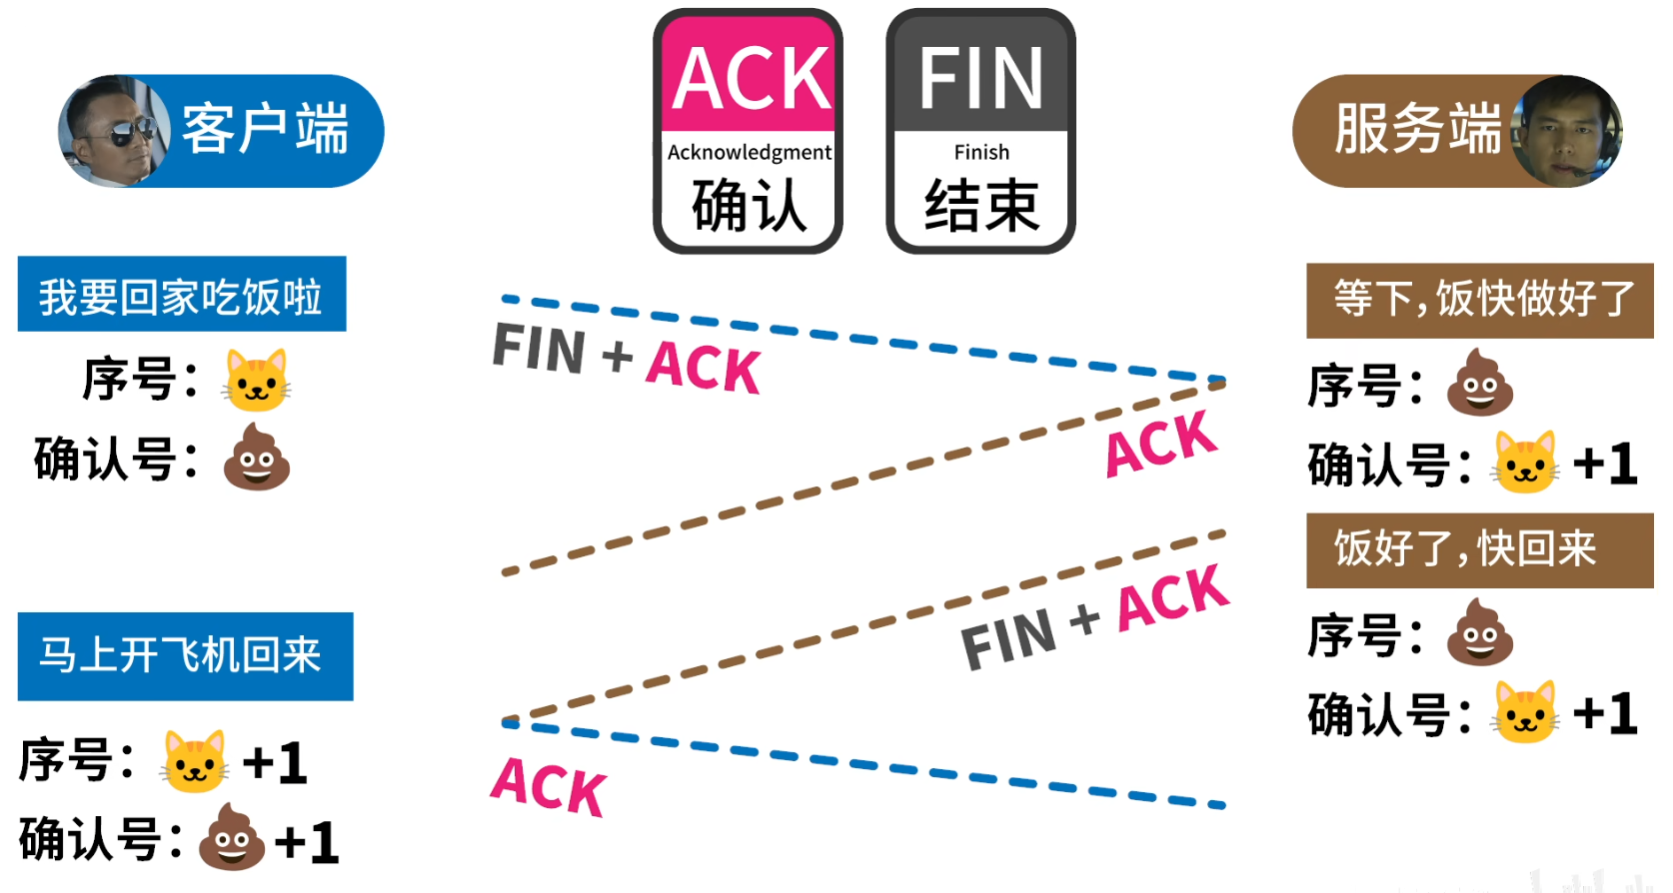 ACK
Acknowledgment
确认
FIN
Finish
结束
客户端
服务端
我要回家吃饭啦
序号：
确认号：
FIN + ACK
等下，饭快做好了
序号：
确认号： +1
ACK
饭好了，快回来
序号：
确认号： +1
FIN + ACK
马上开飞机回来
序号： +1
确认号： +1
ACK